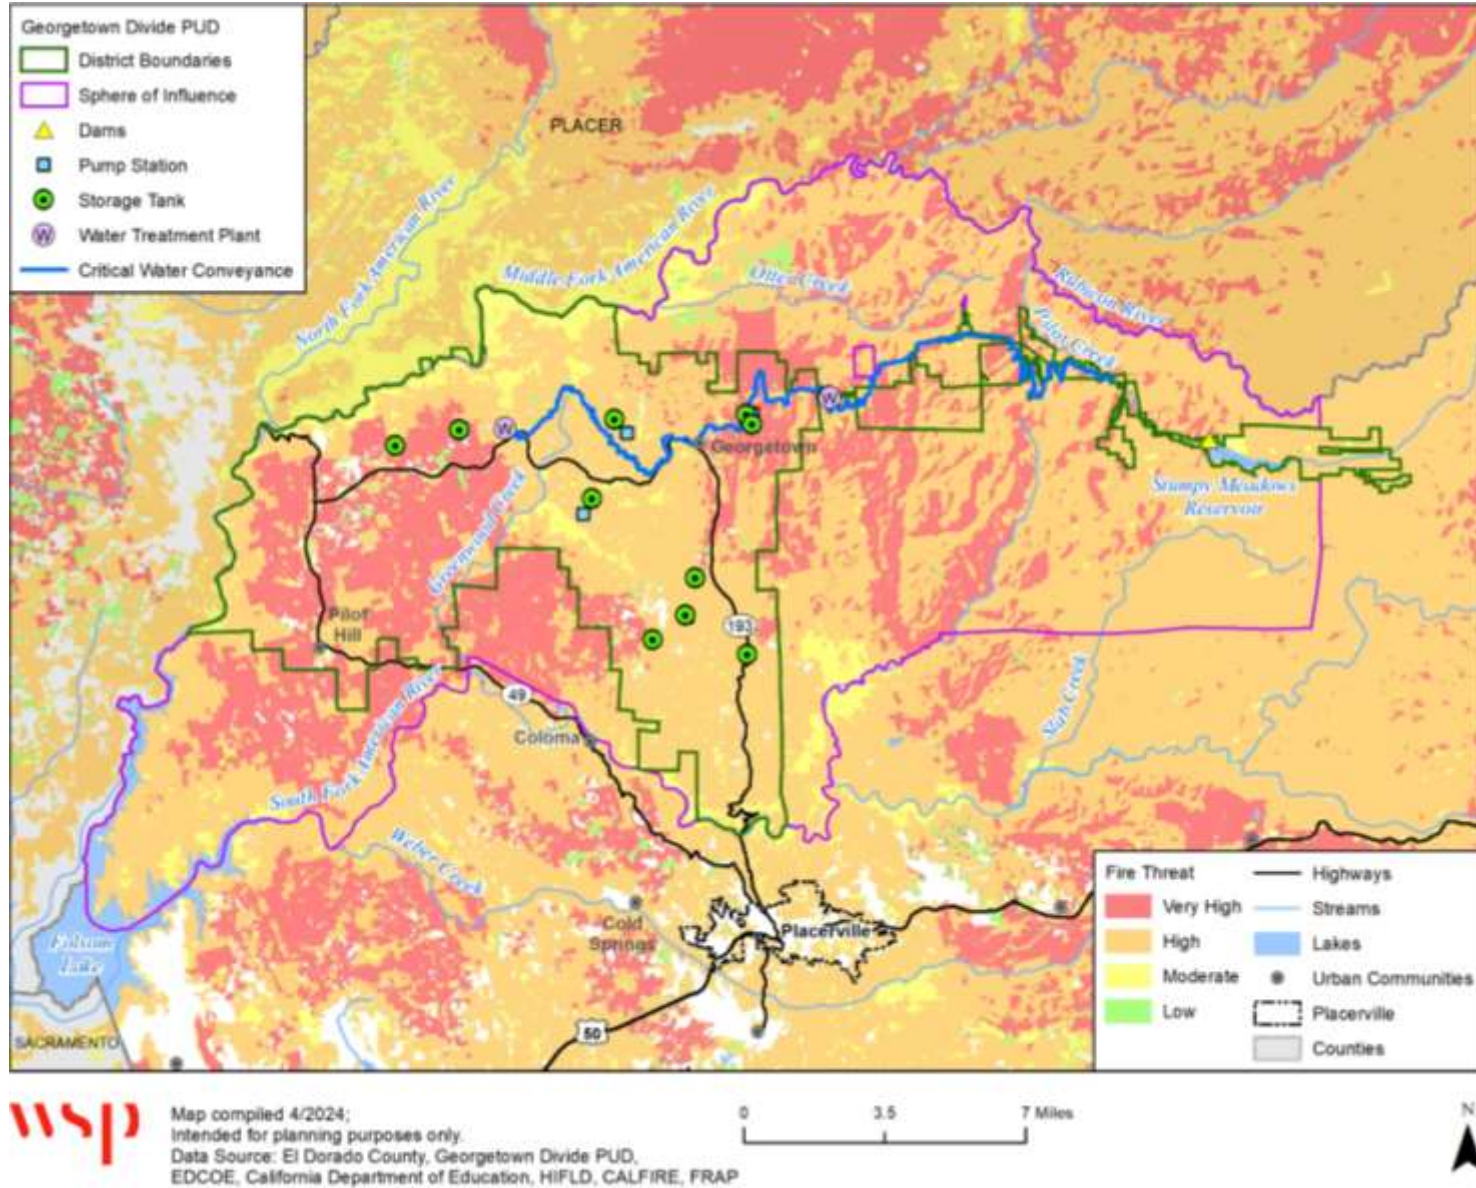 Georgetown Divide PUD
District Boundaries
Sphere of Influence
Dams
Pump Station
Storage Tank
W
Water Treatment Plant
Critical Water Conveyance
PLACER
North Fork American River
Middle Fork American River
Otter Creek
Rubicon River
Pilot Creek
W
W
Georgetown
Stumpy Meadows
Reservoir
Greenwood Creek
Pilot
Hill
193
49
Coloma
Slab Creek
South Fork American River
Weber Creek
Cold
Springs
Placerville
Folsom
Lake
SACRAMENTO
50
Fire Threat
Very High
High
Moderate
Low
Highways
Streams
Lakes
Urban Communities
Placerville
Counties
wsp
Map compiled 4/2024;
Intended for planning purposes only.
Data Source: El Dorado County, Georgetown Divide PUD,
EDCOE, California Department of Education, HIFLD, CALFIRE, FRAP
0 3.5 7 Miles
N